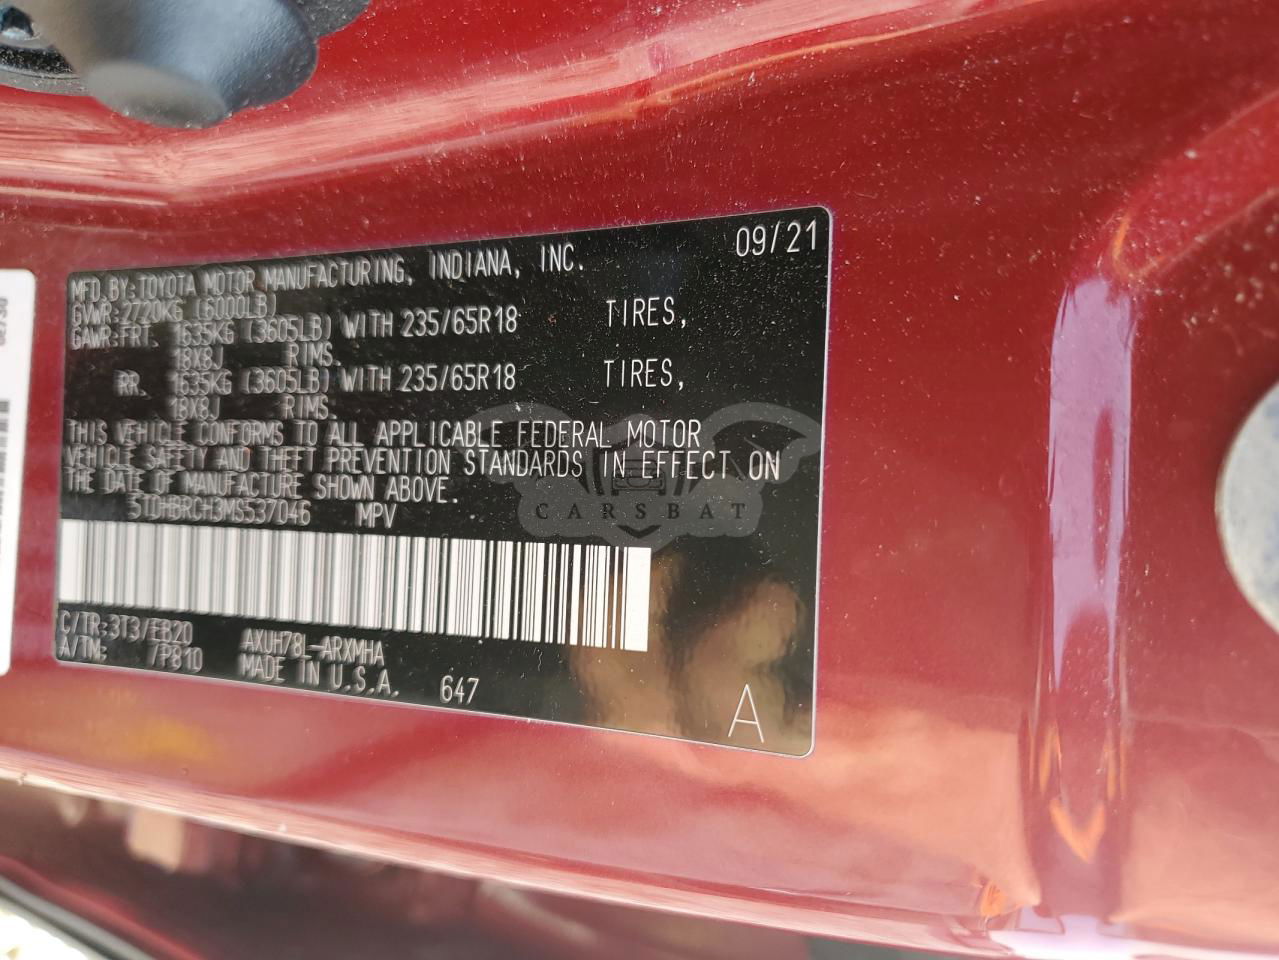 09/21
MFD. BY: TOYOTA MOTOR MANUFACTURING, INDIANA, INC.
GVWR: 2720KG (6000LB)
GAWR: FRT. 1635KG (3605LB) WITH 235/65R18 TIRES,
18X8J RIMS.
RR. 1635KG (3605LB) WITH 235/65R18 TIRES,
18X8J RIMS.
THIS VEHICLE CONFORMS TO ALL APPLICABLE FEDERAL MOTOR
VEHICLE SAFETY AND THEFT PREVENTION STANDARDS IN EFFECT ON
THE DATE OF MANUFACTURE SHOWN ABOVE.
5TDHBRCH3MS537046 MPV
CARSBAT
C/TR: 3T3/EB20 AXUH78L-ARXMHA
A/TM: /P810 MADE IN U.S.A. 647
A